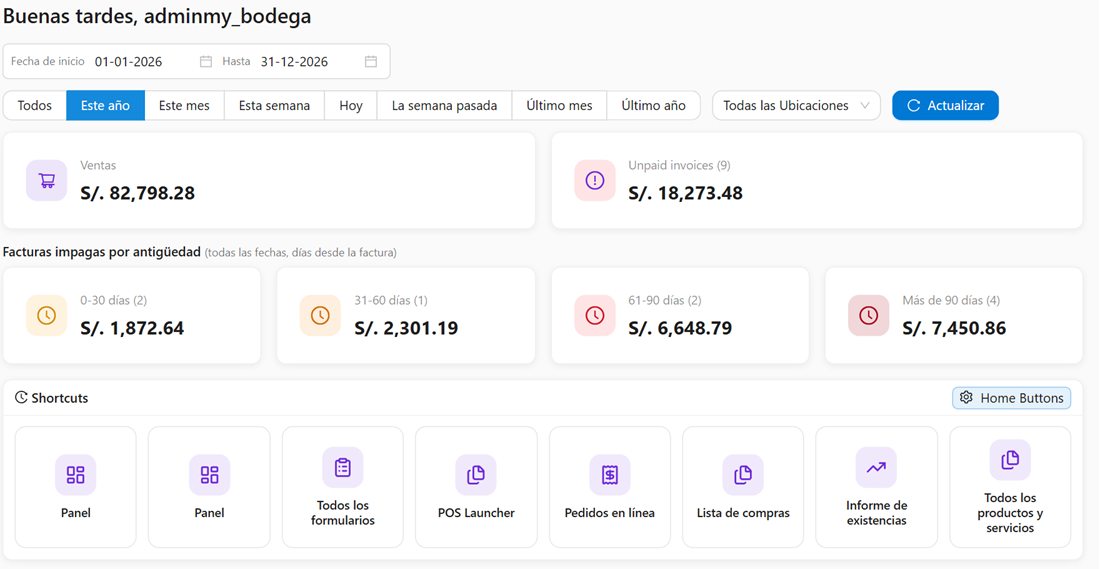 Buenas tardes, adminmy_bodega
Fecha de inicio 01-01-2026 Hasta 31-12-2026
Todos Este año Este mes Esta semana Hoy La semana pasada Último mes Último año Todas las Ubicaciones Actualizar
Ventas
S/. 82,798.28
Unpaid invoices (9)
S/. 18,273.48
Facturas impagas por antigüedad (todas las fechas, días desde la factura)
0-30 días (2)
S/. 1,872.64
31-60 días (1)
S/. 2,301.19
61-90 días (2)
S/. 6,648.79
Más de 90 días (4)
S/. 7,450.86
Shortcuts
Home Buttons
Panel
Panel
Todos los
formularios
POS Launcher
Pedidos en línea
Lista de compras
Informe de
existencias
Todos los
productos y
servicios